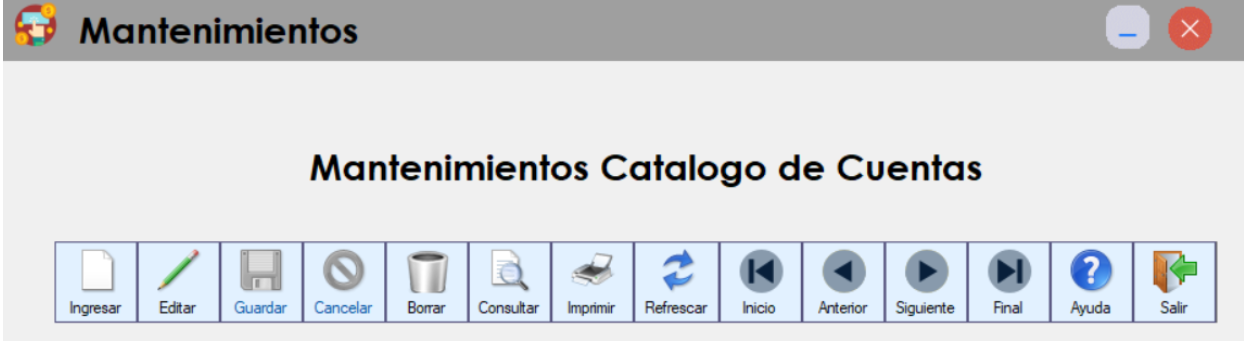 Mantenimientos
Mantenimientos Catalogo de Cuentas
Ingresar Editar Guardar Cancelar Borrar Consultar Imprimir Refrescar Inicio Anterior Siguiente Final Ayuda Salir